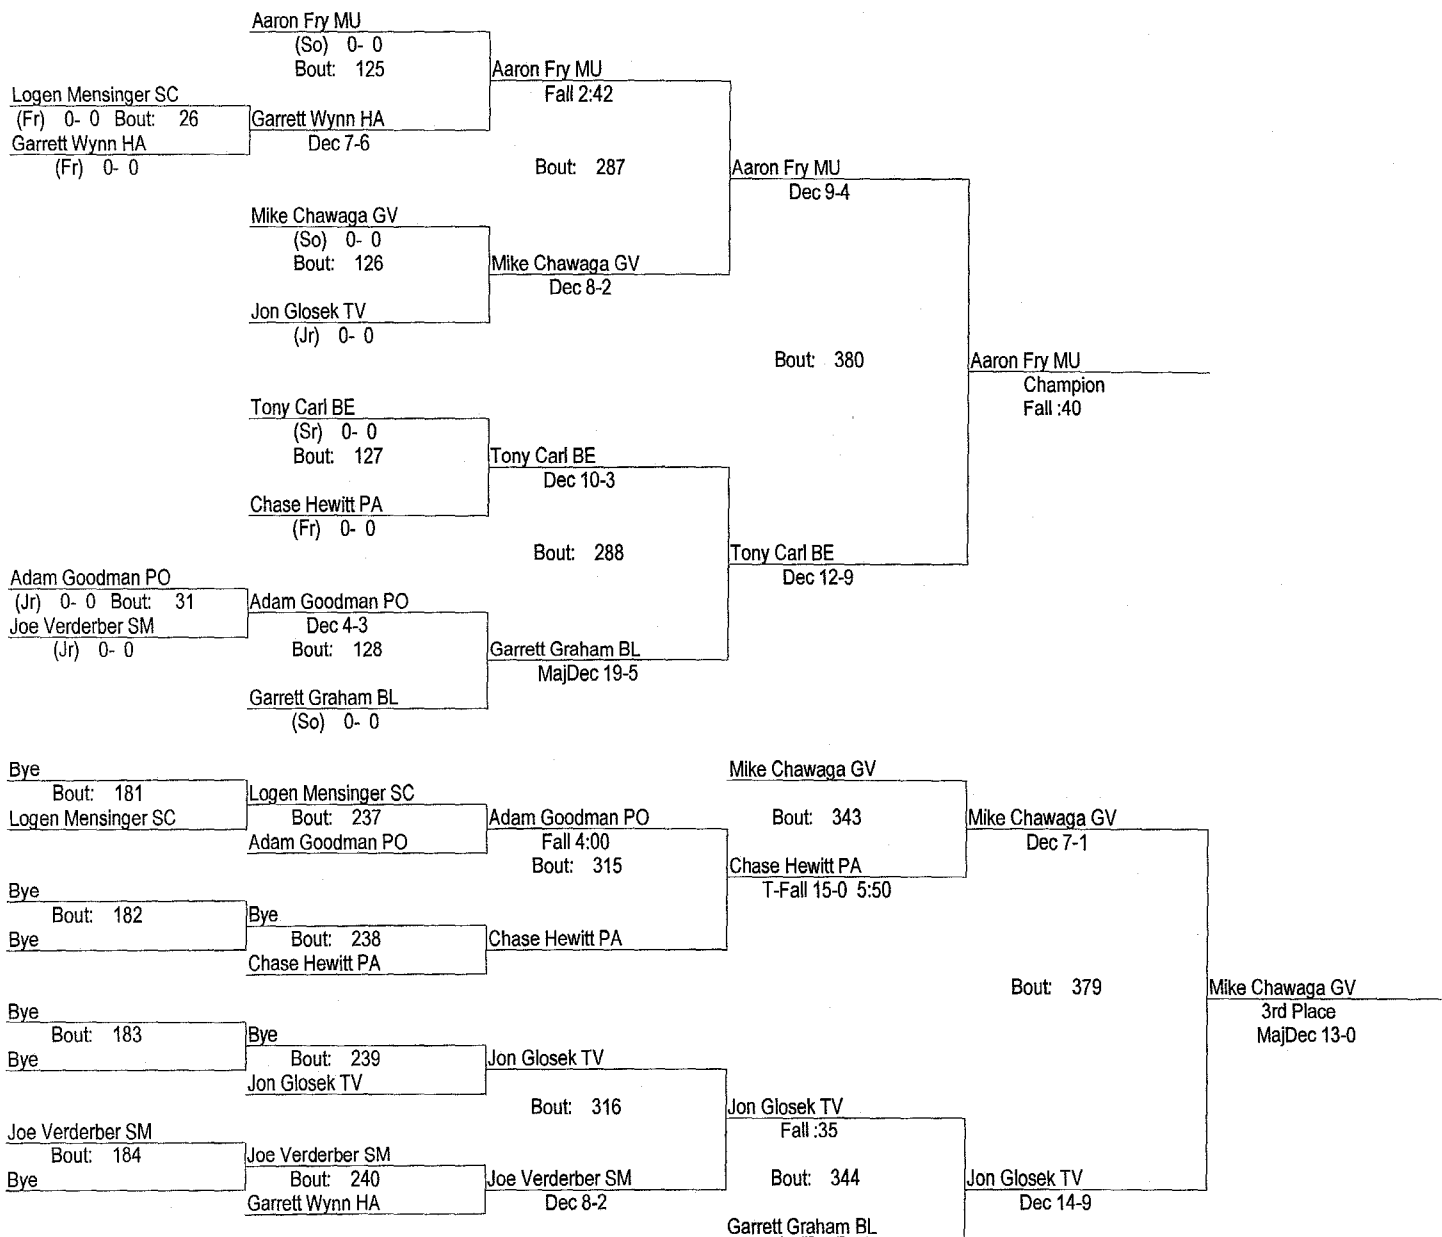 Aaron Fry MU
(So) 0- 0
Bout: 125
Aaron Fry MU
Fall 2:42
Logen Mensinger SC
(Fr) 0- 0 Bout: 26
Garrett Wynn HA
(Fr) 0- 0
Garrett Wynn HA
Dec 7-6
Bout: 287
Aaron Fry MU
Dec 9-4
Mike Chawaga GV
(So) 0- 0
Bout: 126
Mike Chawaga GV
Dec 8-2
Jon Glosek TV
(Jr) 0- 0
Bout: 380
Aaron Fry MU
Champion
Fall :40
Tony Carl BE
(Sr) 0- 0
Bout: 127
Tony Carl BE
Dec 10-3
Chase Hewitt PA
(Fr) 0- 0
Bout: 288
Tony Carl BE
Dec 12-9
Adam Goodman PO
(Jr) 0- 0 Bout: 31
Joe Verderber SM
(Jr) 0- 0
Adam Goodman PO
Dec 4-3
Bout: 128
Garrett Graham BL
MajDec 19-5
Garrett Graham BL
(So) 0- 0
Bye
Bout: 181
Logen Mensinger SC
Logen Mensinger SC
Bout: 237
Adam Goodman PO
Adam Goodman PO
Fall 4:00
Bout: 315
Mike Chawaga GV
Bout: 343
Chase Hewitt PA
T-Fall 15-0 5:50
Mike Chawaga GV
Dec 7-1
Bye
Bout: 182
Bye
Bye
Bout: 238
Chase Hewitt PA
Chase Hewitt PA
Bout: 379
Mike Chawaga GV
3rd Place
MajDec 13-0
Bye
Bout: 183
Bye
Bye
Bout: 239
Jon Glosek TV
Jon Glosek TV
Bout: 316
Jon Glosek TV
Fall :35
Joe Verderber SM
Bout: 184
Bye
Joe Verderber SM
Bout: 240
Garrett Wynn HA
Joe Verderber SM
Dec 8-2
Bout: 344
Garrett Graham BL
Jon Glosek TV
Dec 14-9